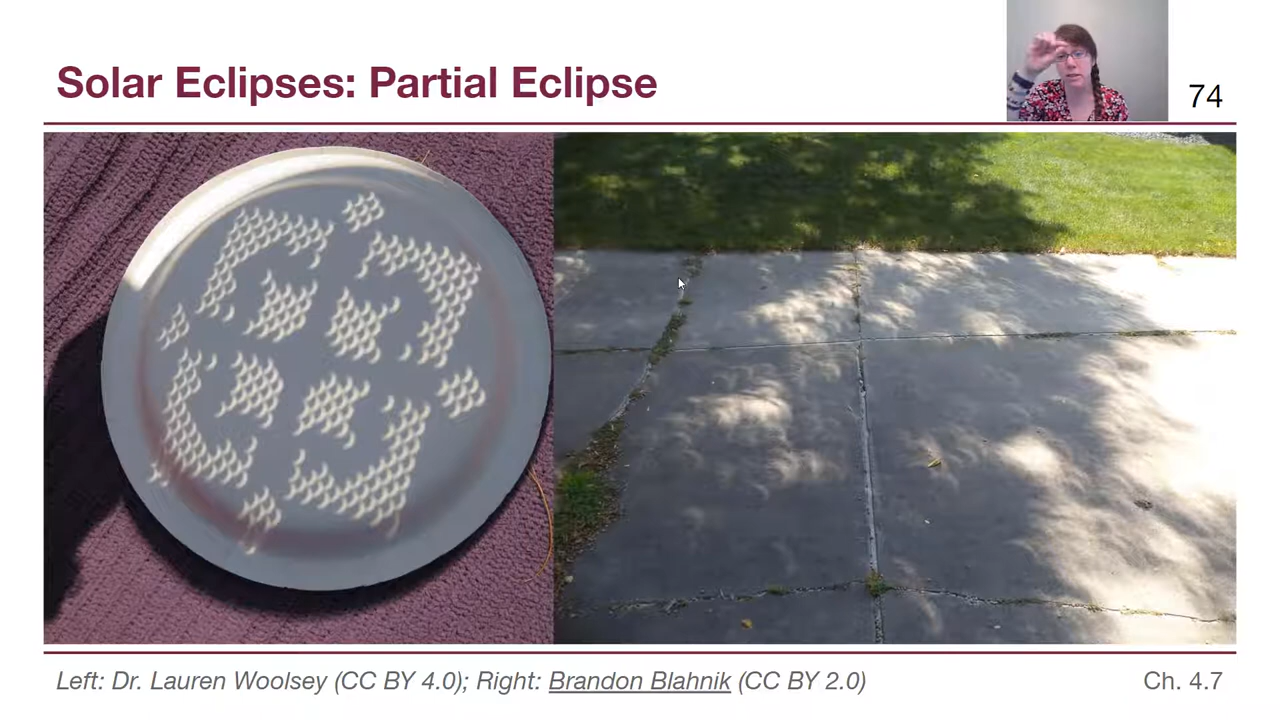 Solar Eclipses: Partial Eclipse
74
Left: Dr. Lauren Woolsey (CC BY 4.0); Right: Brandon Blahnik (CC BY 2.0)
Ch. 4.7